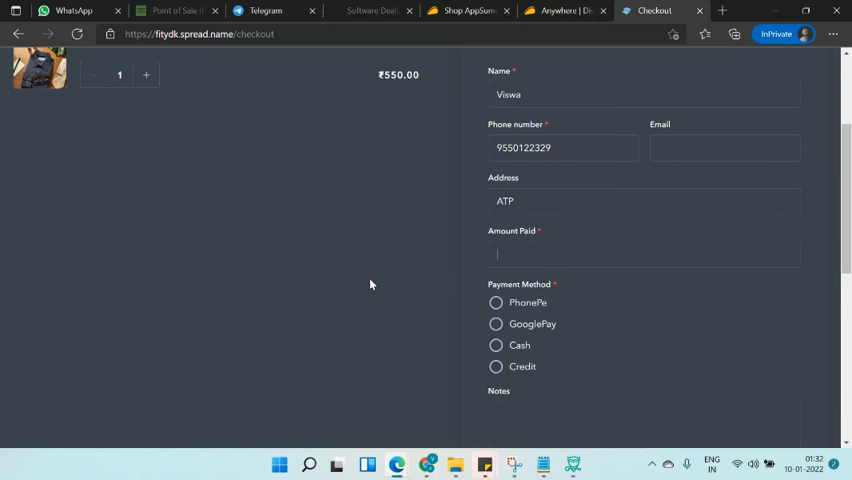 WhatsApp
Point of Sale (
Telegram
Software Deals
Shop AppSum
Anywhere | Di
Checkout
https://fitydk.spread.name/checkout
InPrivate
1
₹550.00
Name *
Viswa
Phone number *
Email
9550122329
Address
ATP
Amount Paid *
Payment Method *
PhonePe
GooglePay
Cash
Credit
Notes
ENG
IN
01:32
10-01-2022
2